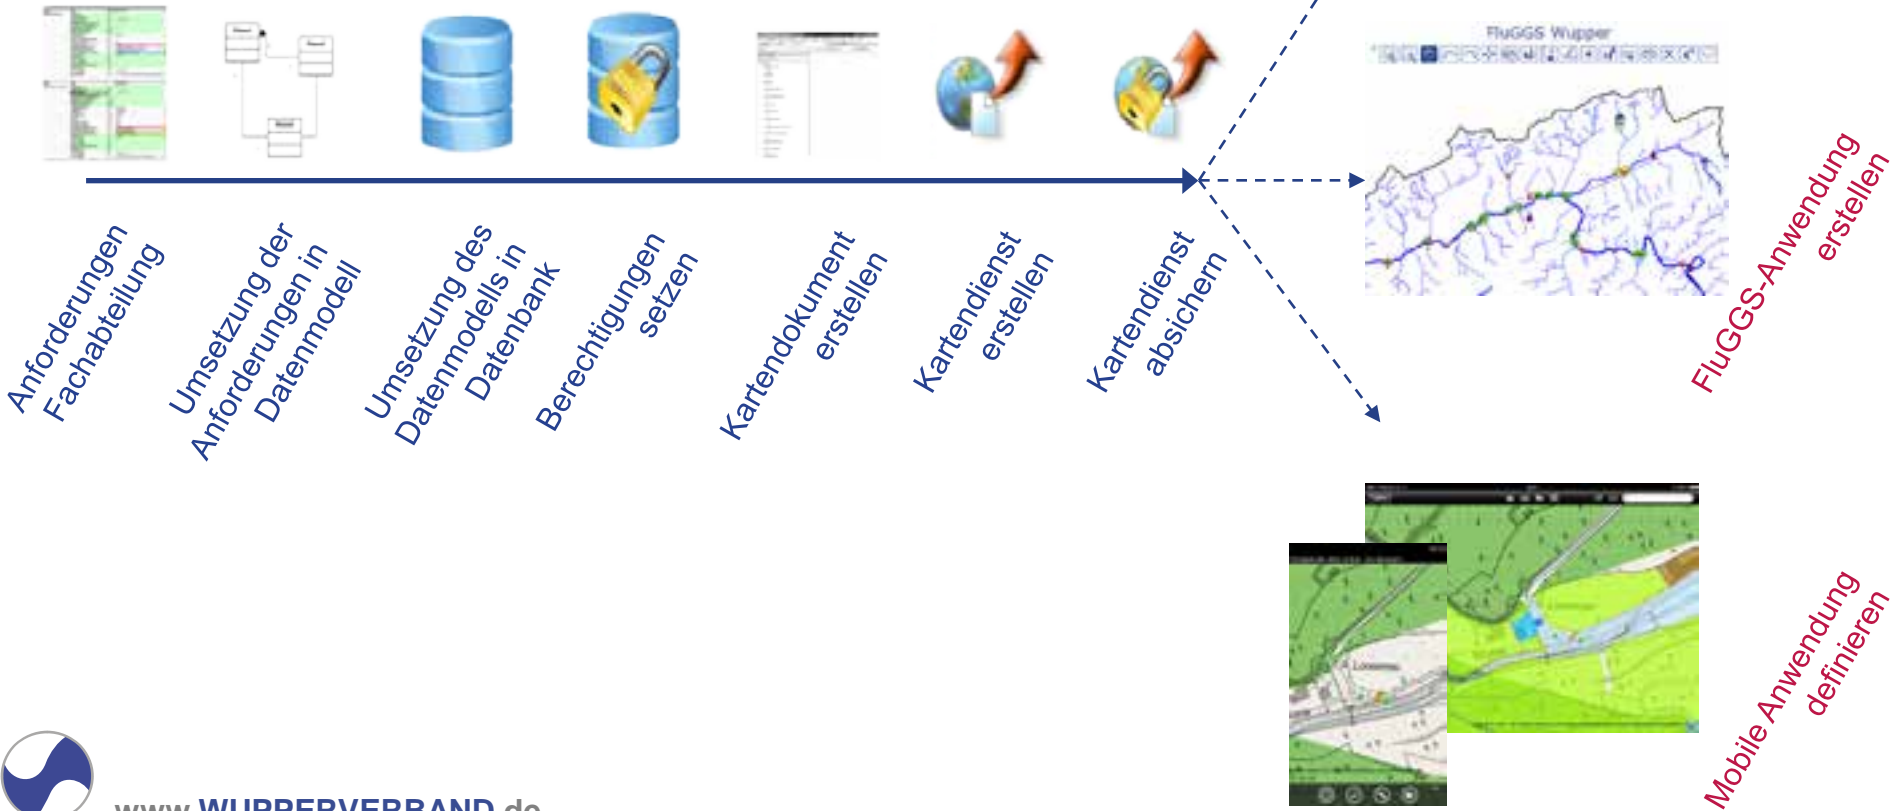 FluGGS Wupper
Anforderungen
Fachabteilung
Umsetzung der
Anforderungen in
Datenmodell
Umsetzung des
Datenmodells in
Datenbank
Berechtigungen
setzen
Kartendokument
erstellen
Kartendienst
erstellen
Kartendienst
absichern
FluGGS-Anwendung
erstellen
Mobile Anwendung
definieren
www.WUPPERVERBAND.de